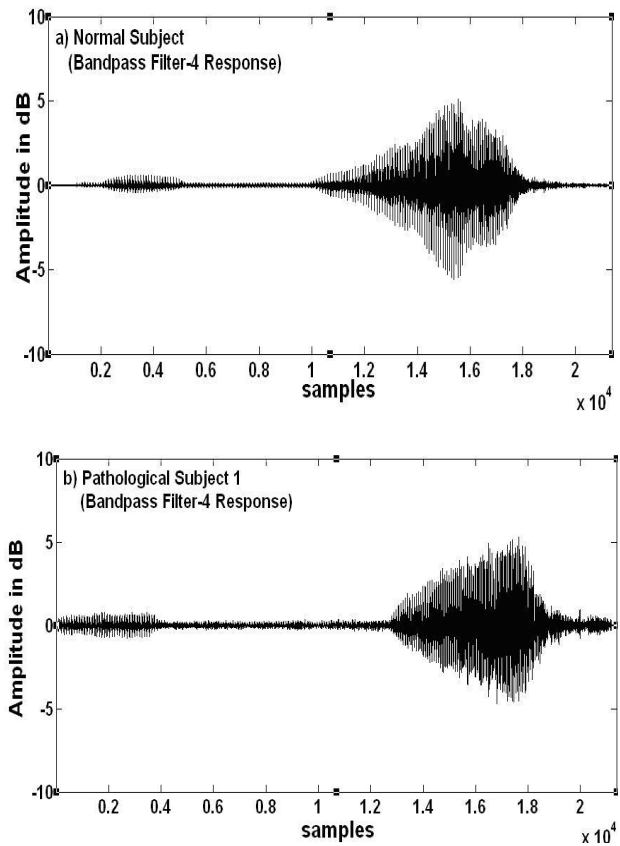 10
a) Normal Subject
(Bandpass Filter-4 Response)
5
0
-5
-10
Amplitude in dB
0.2 0.4 0.6 0.8 1 1.2 1.4 1.6 1.8 2
samples
x 10^4
10
b) Pathological Subject 1
(Bandpass Filter-4 Response)
5
0
-5
-10
Amplitude in dB
0.2 0.4 0.6 0.8 1 1.2 1.4 1.6 1.8 2
samples
x 10^4